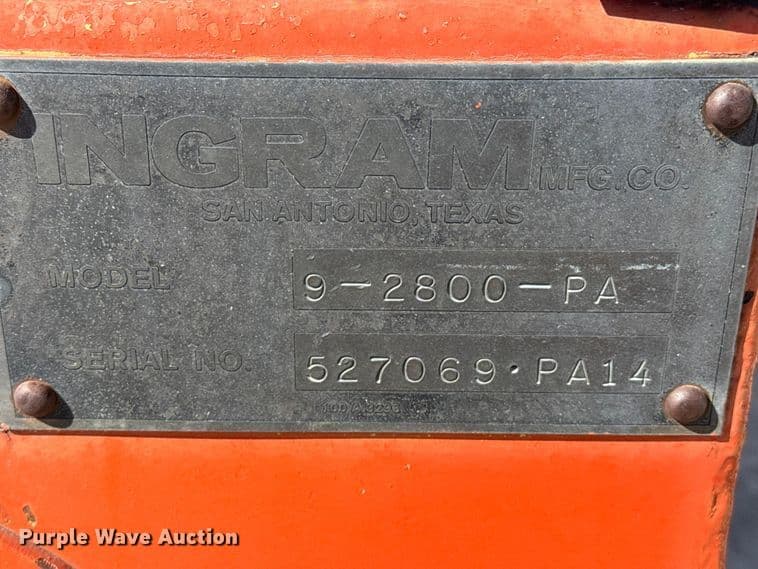 INGRAM MFG. CO.
SAN ANTONIO, TEXAS
MODEL 9-2800-PA
SERIAL NO. 527069·PA14
Purple Wave Auction